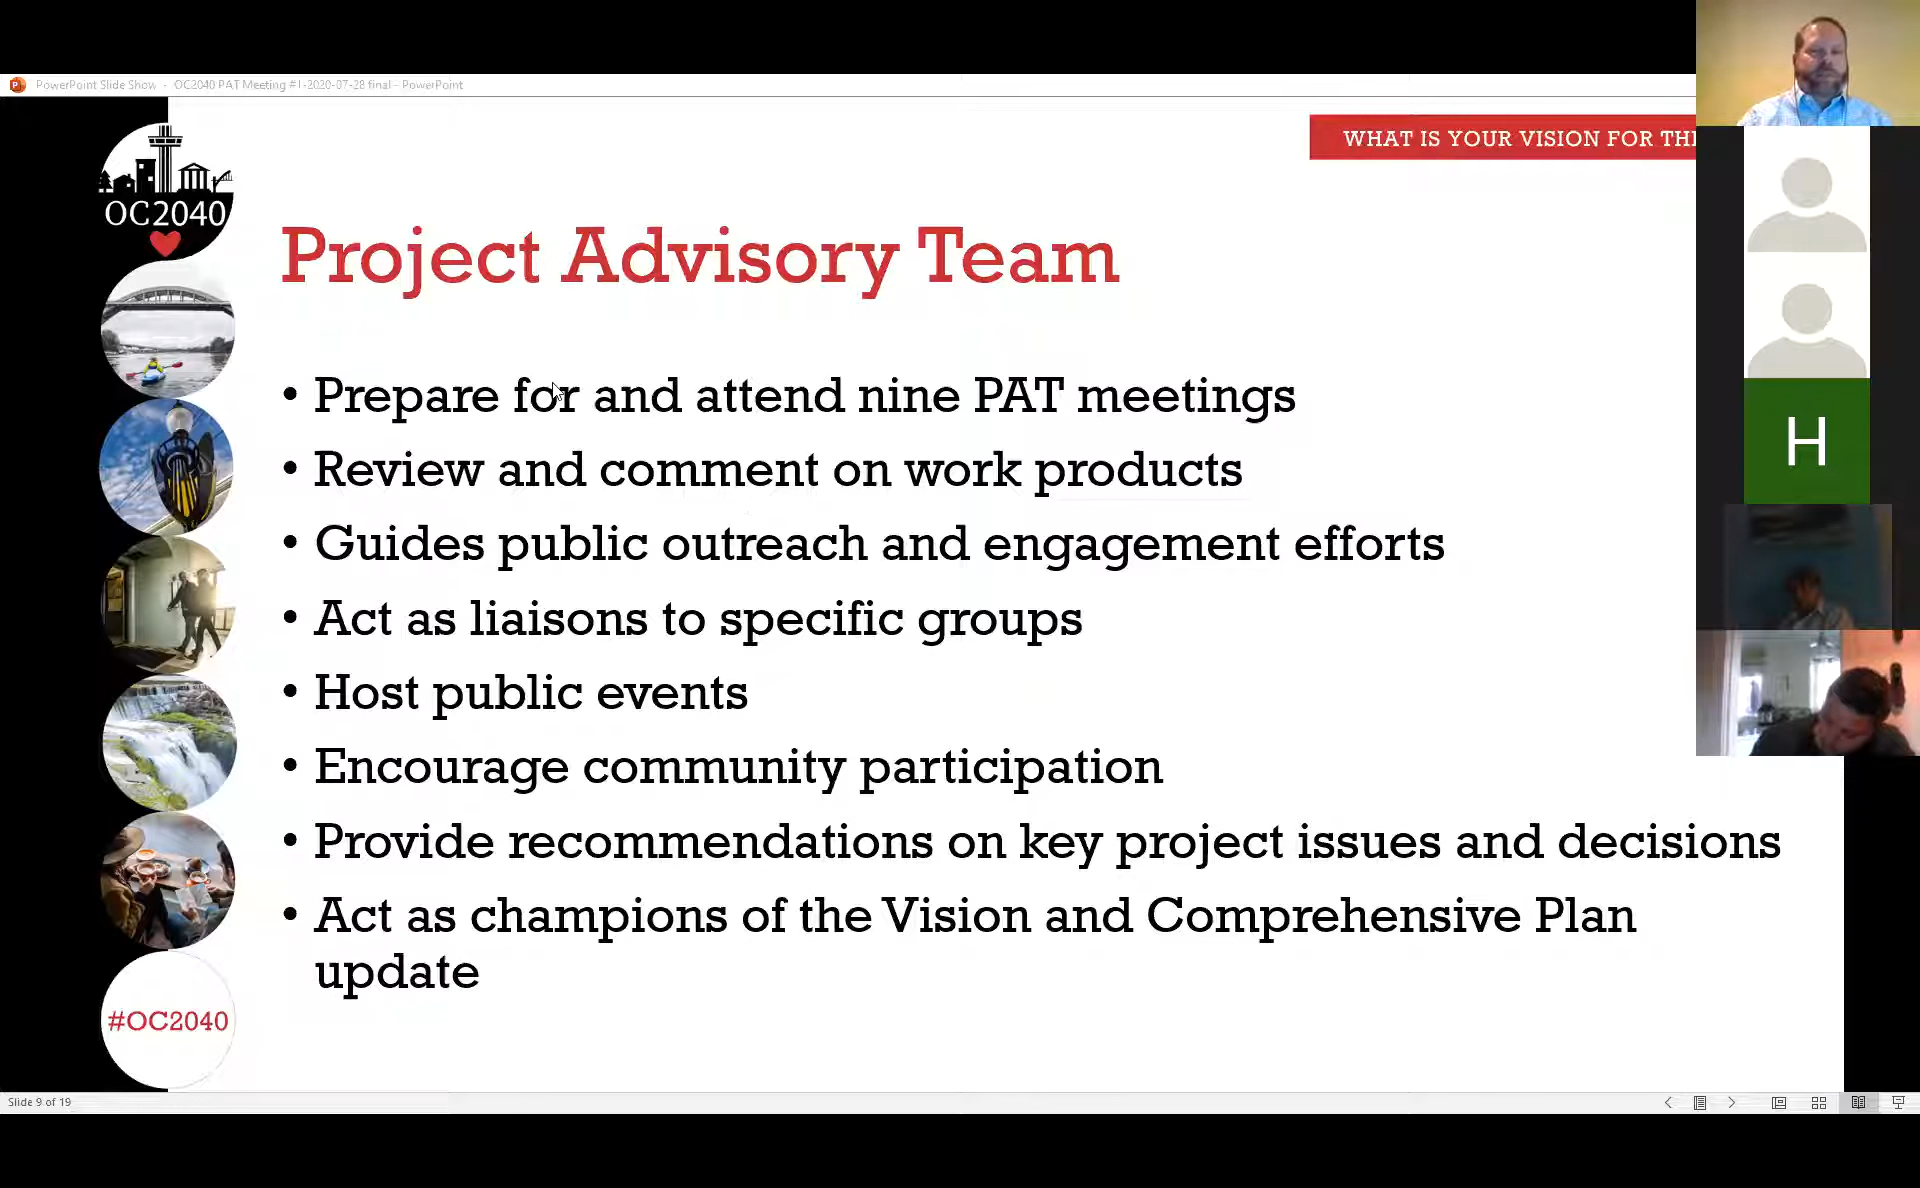 PowerPoint Slide Show - OC2040 PAT Meeting #1-2020-07-28 final - PowerPoint
WHAT IS YOUR VISION FOR TH
OC2040
Project Advisory Team
• Prepare for and attend nine PAT meetings
• Review and comment on work products
• Guides public outreach and engagement efforts
• Act as liaisons to specific groups
• Host public events
• Encourage community participation
• Provide recommendations on key project issues and decisions
• Act as champions of the Vision and Comprehensive Plan
update
#OC2040
H
Slide 9 of 19